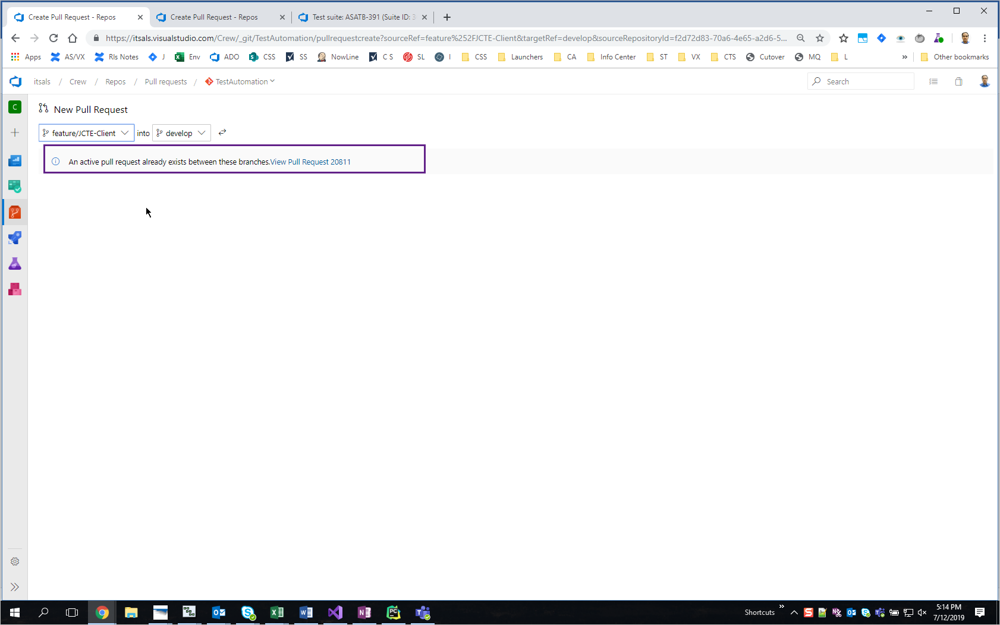 Create Pull Request - Repos
Create Pull Request - Repos
Test suite: ASATB-391 (Suite ID: 3
https://itsals.visualstudio.com/Crew/_git/TestAutomation/pullrequestcreate?sourceRef=feature%252FJCTE-Client&targetRef=develop&sourceRepositoryId=f2d72d83-70a6-4e65-a2d6-5...
Apps AS/VX RIs Notes J Env ADO CSS SS NowLine C S SL I CSS Launchers CA Info Center ST VX CTS Cutover MQ L » Other bookmarks
itsals / Crew / Repos / Pull requests / TestAutomation
Search
C
New Pull Request
feature/JCTE-Client into develop
An active pull request already exists between these branches.View Pull Request 20811
Shortcuts
5:14 PM
7/12/2019